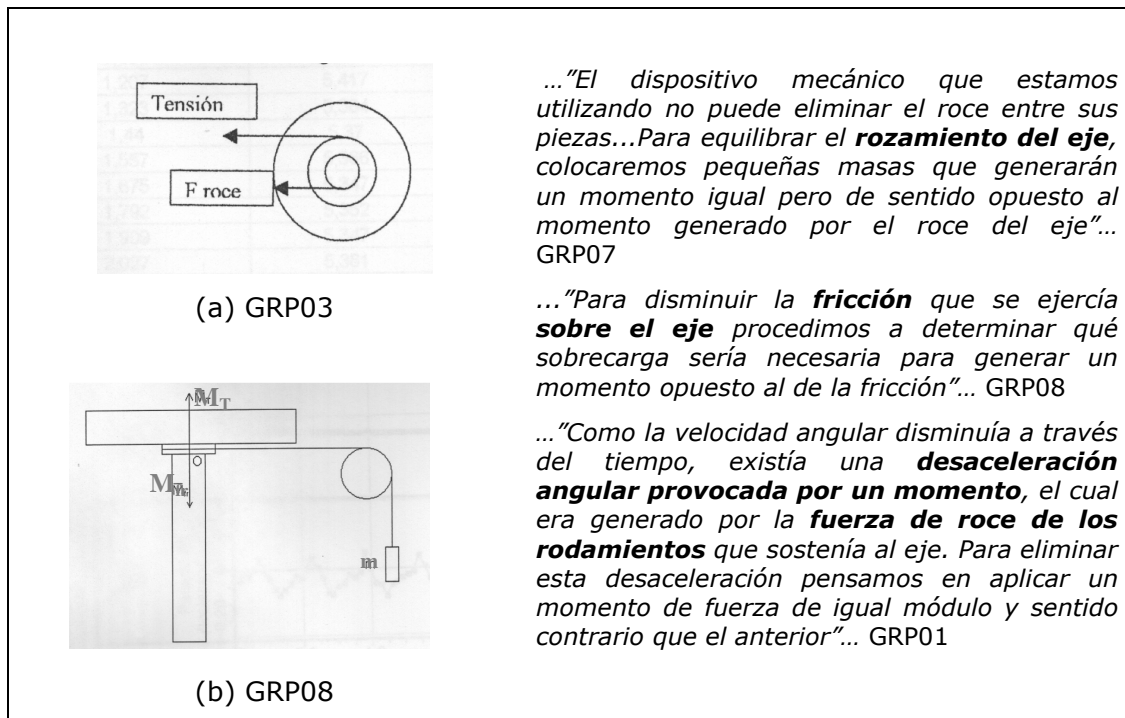 Tensión
F roce
(a) GRP03
M T
m
(b) GRP08
…"El dispositivo mecánico que estamos
utilizando no puede eliminar el roce entre sus
piezas...Para equilibrar el rozamiento del eje,
colocaremos pequeñas masas que generarán
un momento igual pero de sentido opuesto al
momento generado por el roce del eje"…
GRP07
..."Para disminuir la fricción que se ejercía
sobre el eje procedimos a determinar qué
sobrecarga sería necesaria para generar un
momento opuesto al de la fricción"… GRP08
…"Como la velocidad angular disminuía a través
del tiempo, existía una desaceleración
angular provocada por un momento, el cual
era generado por la fuerza de roce de los
rodamientos que sostenía al eje. Para eliminar
esta desaceleración pensamos en aplicar un
momento de fuerza de igual módulo y sentido
contrario que el anterior"… GRP01